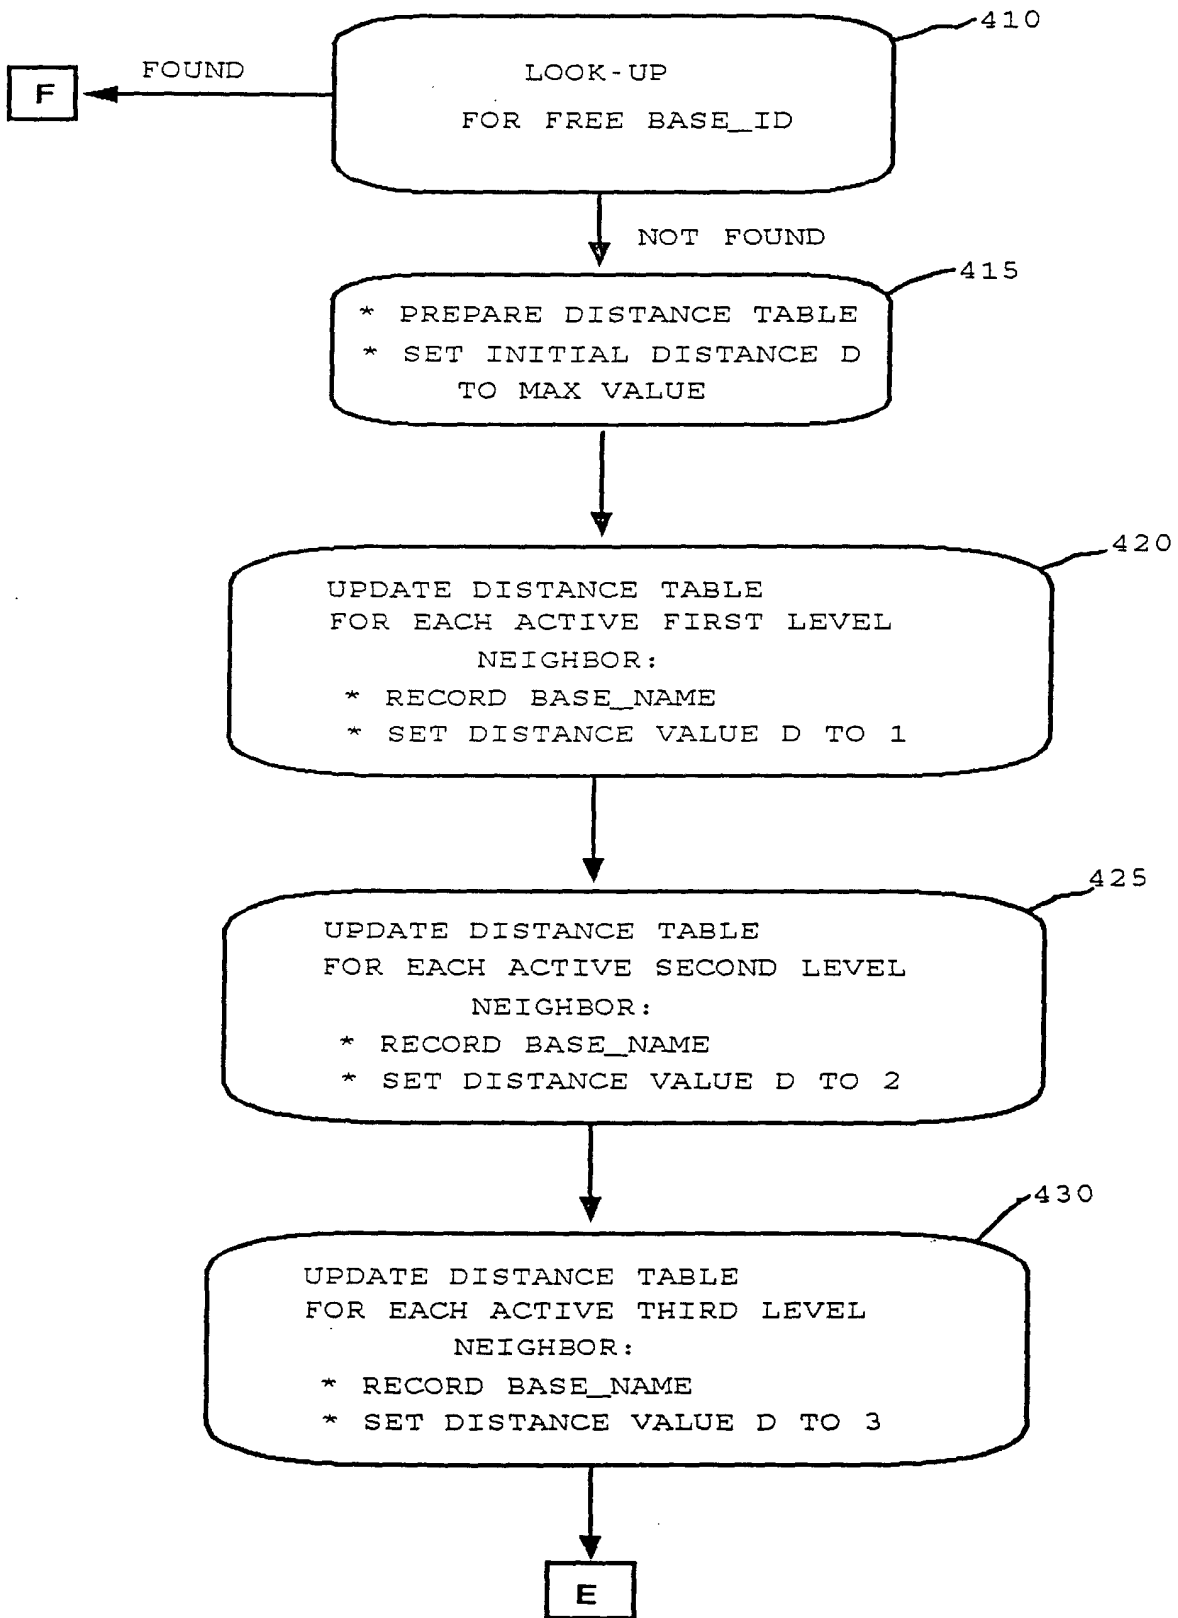 410
FOUND
F
LOOK-UP
FOR FREE BASE_ID
NOT FOUND
415
* PREPARE DISTANCE TABLE
* SET INITIAL DISTANCE D
TO MAX VALUE
420
UPDATE DISTANCE TABLE
FOR EACH ACTIVE FIRST LEVEL
NEIGHBOR:
* RECORD BASE_NAME
* SET DISTANCE VALUE D TO 1
425
UPDATE DISTANCE TABLE
FOR EACH ACTIVE SECOND LEVEL
NEIGHBOR:
* RECORD BASE_NAME
* SET DISTANCE VALUE D TO 2
430
UPDATE DISTANCE TABLE
FOR EACH ACTIVE THIRD LEVEL
NEIGHBOR:
* RECORD BASE_NAME
* SET DISTANCE VALUE D TO 3
E